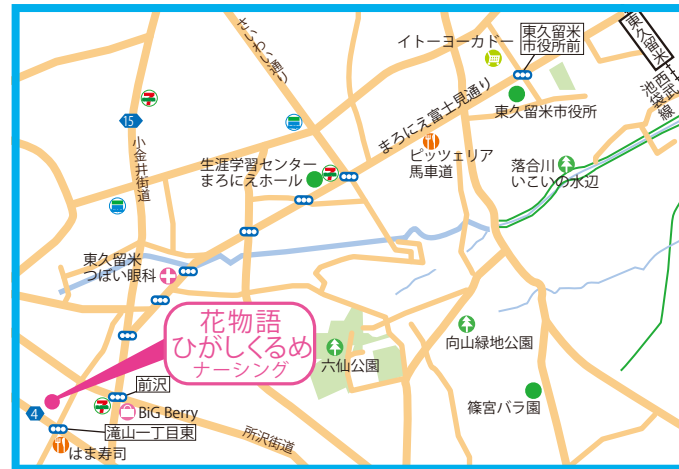 さいわい通り
イトーヨーカドー
東久留米
市役所前
東久留米
西武
池袋線
15
小金井街道
まろにえ富士見通り
東久留米市役所
ピッツェリア
馬車道
落合川
いこいの水辺
生涯学習センター
まろにえホール
7
7
東久留米
つぼい眼科
花物語
ひがしくるめ
ナーシング
六仙公園
向山緑地公園
篠宮バラ園
前沢
7
BiG Berry
4
滝山一丁目東
はま寿司
所沢街道